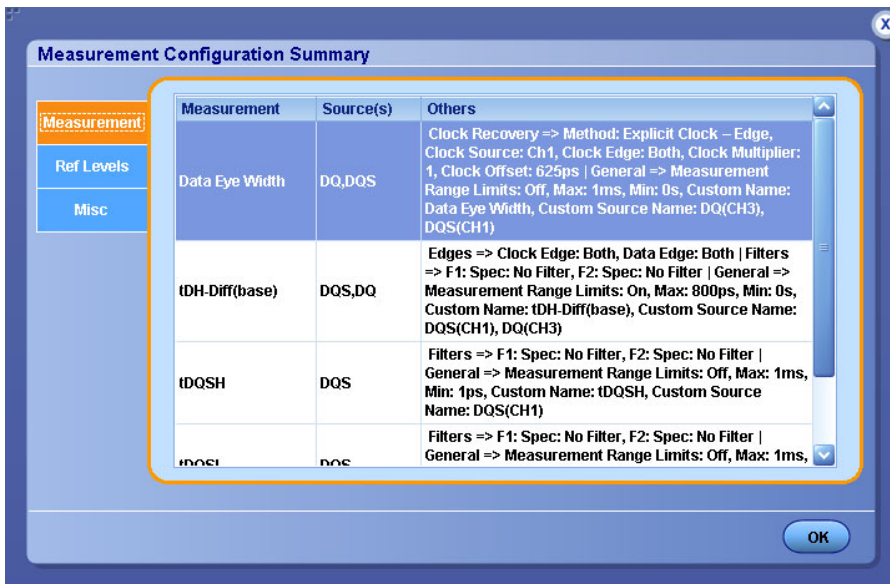 X
Measurement Configuration Summary
Measurement
Ref Levels
Misc
Measurement Source(s) Others
Data Eye Width DQ,DQS
Clock Recovery => Method: Explicit Clock – Edge,
Clock Source: Ch1, Clock Edge: Both, Clock Multiplier:
1, Clock Offset: 625ps | General => Measurement
Range Limits: Off, Max: 1ms, Min: 0s, Custom Name:
Data Eye Width, Custom Source Name: DQ(CH3),
DQS(CH1)
tDH-Diff(base) DQS,DQ
Edges => Clock Edge: Both, Data Edge: Both | Filters
=> F1: Spec: No Filter, F2: Spec: No Filter | General =>
Measurement Range Limits: On, Max: 800ps, Min: 0s,
Custom Name: tDH-Diff(base), Custom Source Name:
DQS(CH1), DQ(CH3)
tDQSH DQS
Filters => F1: Spec: No Filter, F2: Spec: No Filter |
General => Measurement Range Limits: Off, Max: 1ms,
Min: 1ps, Custom Name: tDQSH, Custom Source
Name: DQS(CH1)
tDQSL DQS
Filters => F1: Spec: No Filter, F2: Spec: No Filter |
General => Measurement Range Limits: Off, Max: 1ms,
OK